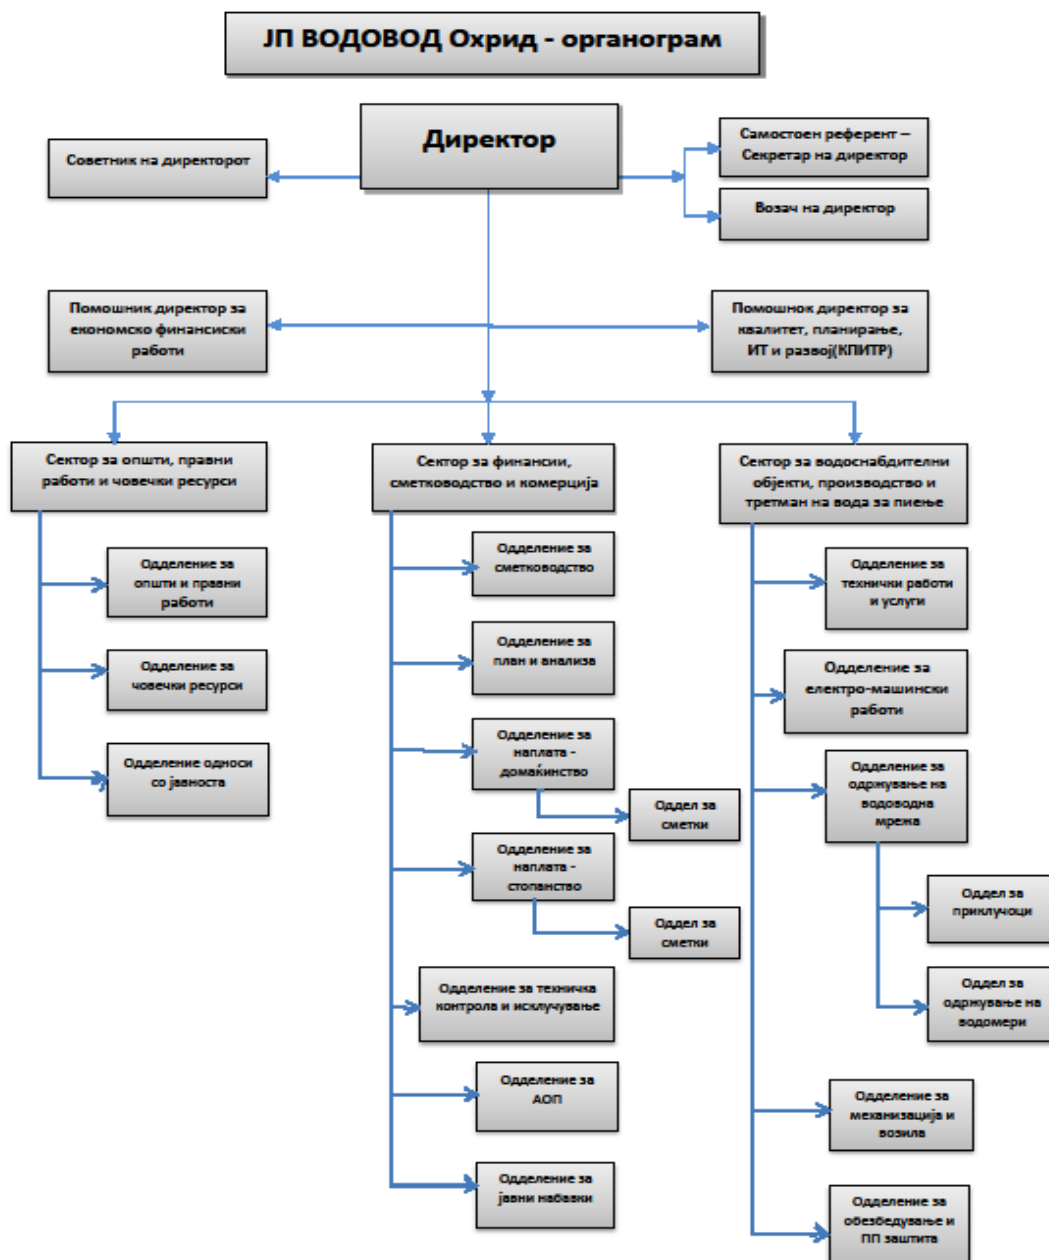 ЈП ВОДОВОД Охрид - органограм
Директор
Советник на директорот
Самостоен референт –
Секретар на директор
Возач на директор
Помошник директор за
економско финансиски
работи
Помошнок директор за
квалитет, планирање,
ИТ и развој(КПИТР)
Сектор за општи, правни
работи и човечки ресурси
Одделение за
општи и правни
работи
Одделение за
човечки ресурси
Одделение односи
со јавноста
Сектор за финансии,
сметководство и комерција
Одделение за
сметководство
Одделение за
план и анализа
Одделение за
наплата -
домаќинство
Оддел за
сметки
Одделение за
наплата -
стопанство
Оддел за
сметки
Одделение за техничка
контрола и исклучување
Одделение за
АОП
Одделение за
јавни набавки
Сектор за водоснабдителни
објекти, производство и
третман на вода за пиење
Одделение за
технички работи
и услуги
Одделение за
електро-машински
работи
Одделение за
одржување на
водоводна
мрежа
Оддел за
приклучоци
Оддел за
одржување на
водомери
Одделение за
механизација и
возила
Одделение за
обезбедување и
ПП заштита